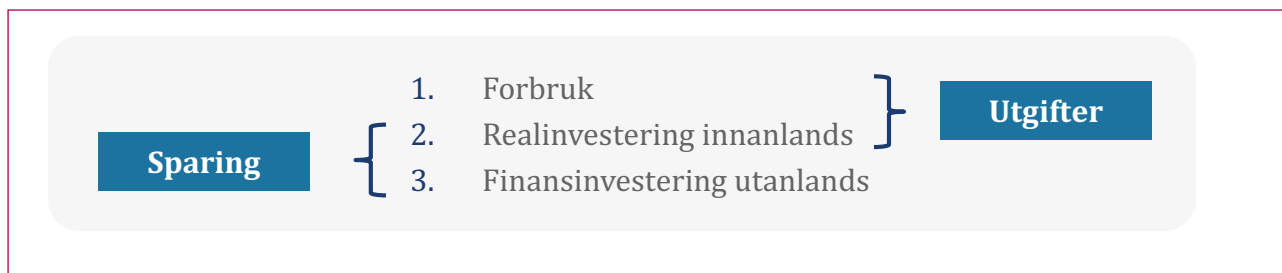 1. Forbruk
Utgifter
2. Realinvestering innanlands
Sparing
3. Finansinvestering utanlands